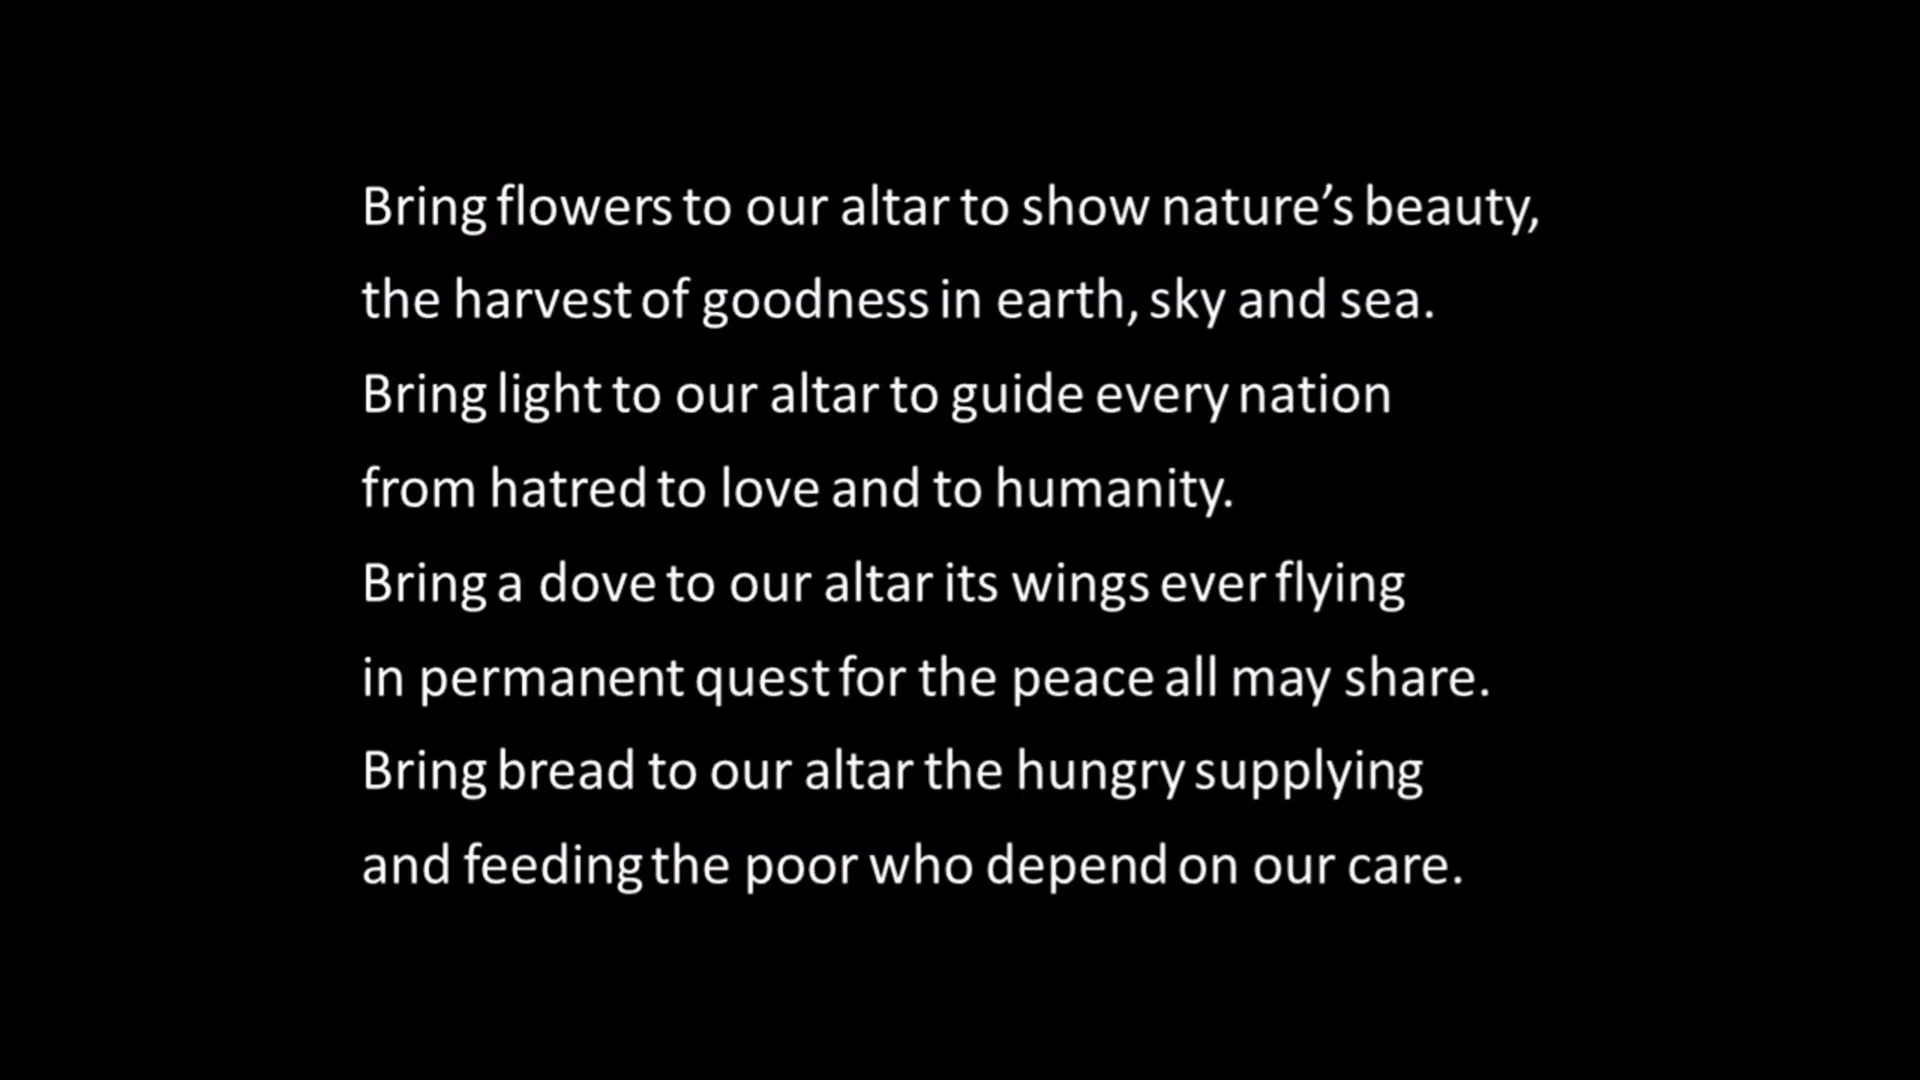 Bring flowers to our altar to show nature’s beauty,
the harvest of goodness in earth, sky and sea.
Bring light to our altar to guide every nation
from hatred to love and to humanity.
Bring a dove to our altar its wings ever flying
in permanent quest for the peace all may share.
Bring bread to our altar the hungry supplying
and feeding the poor who depend on our care.